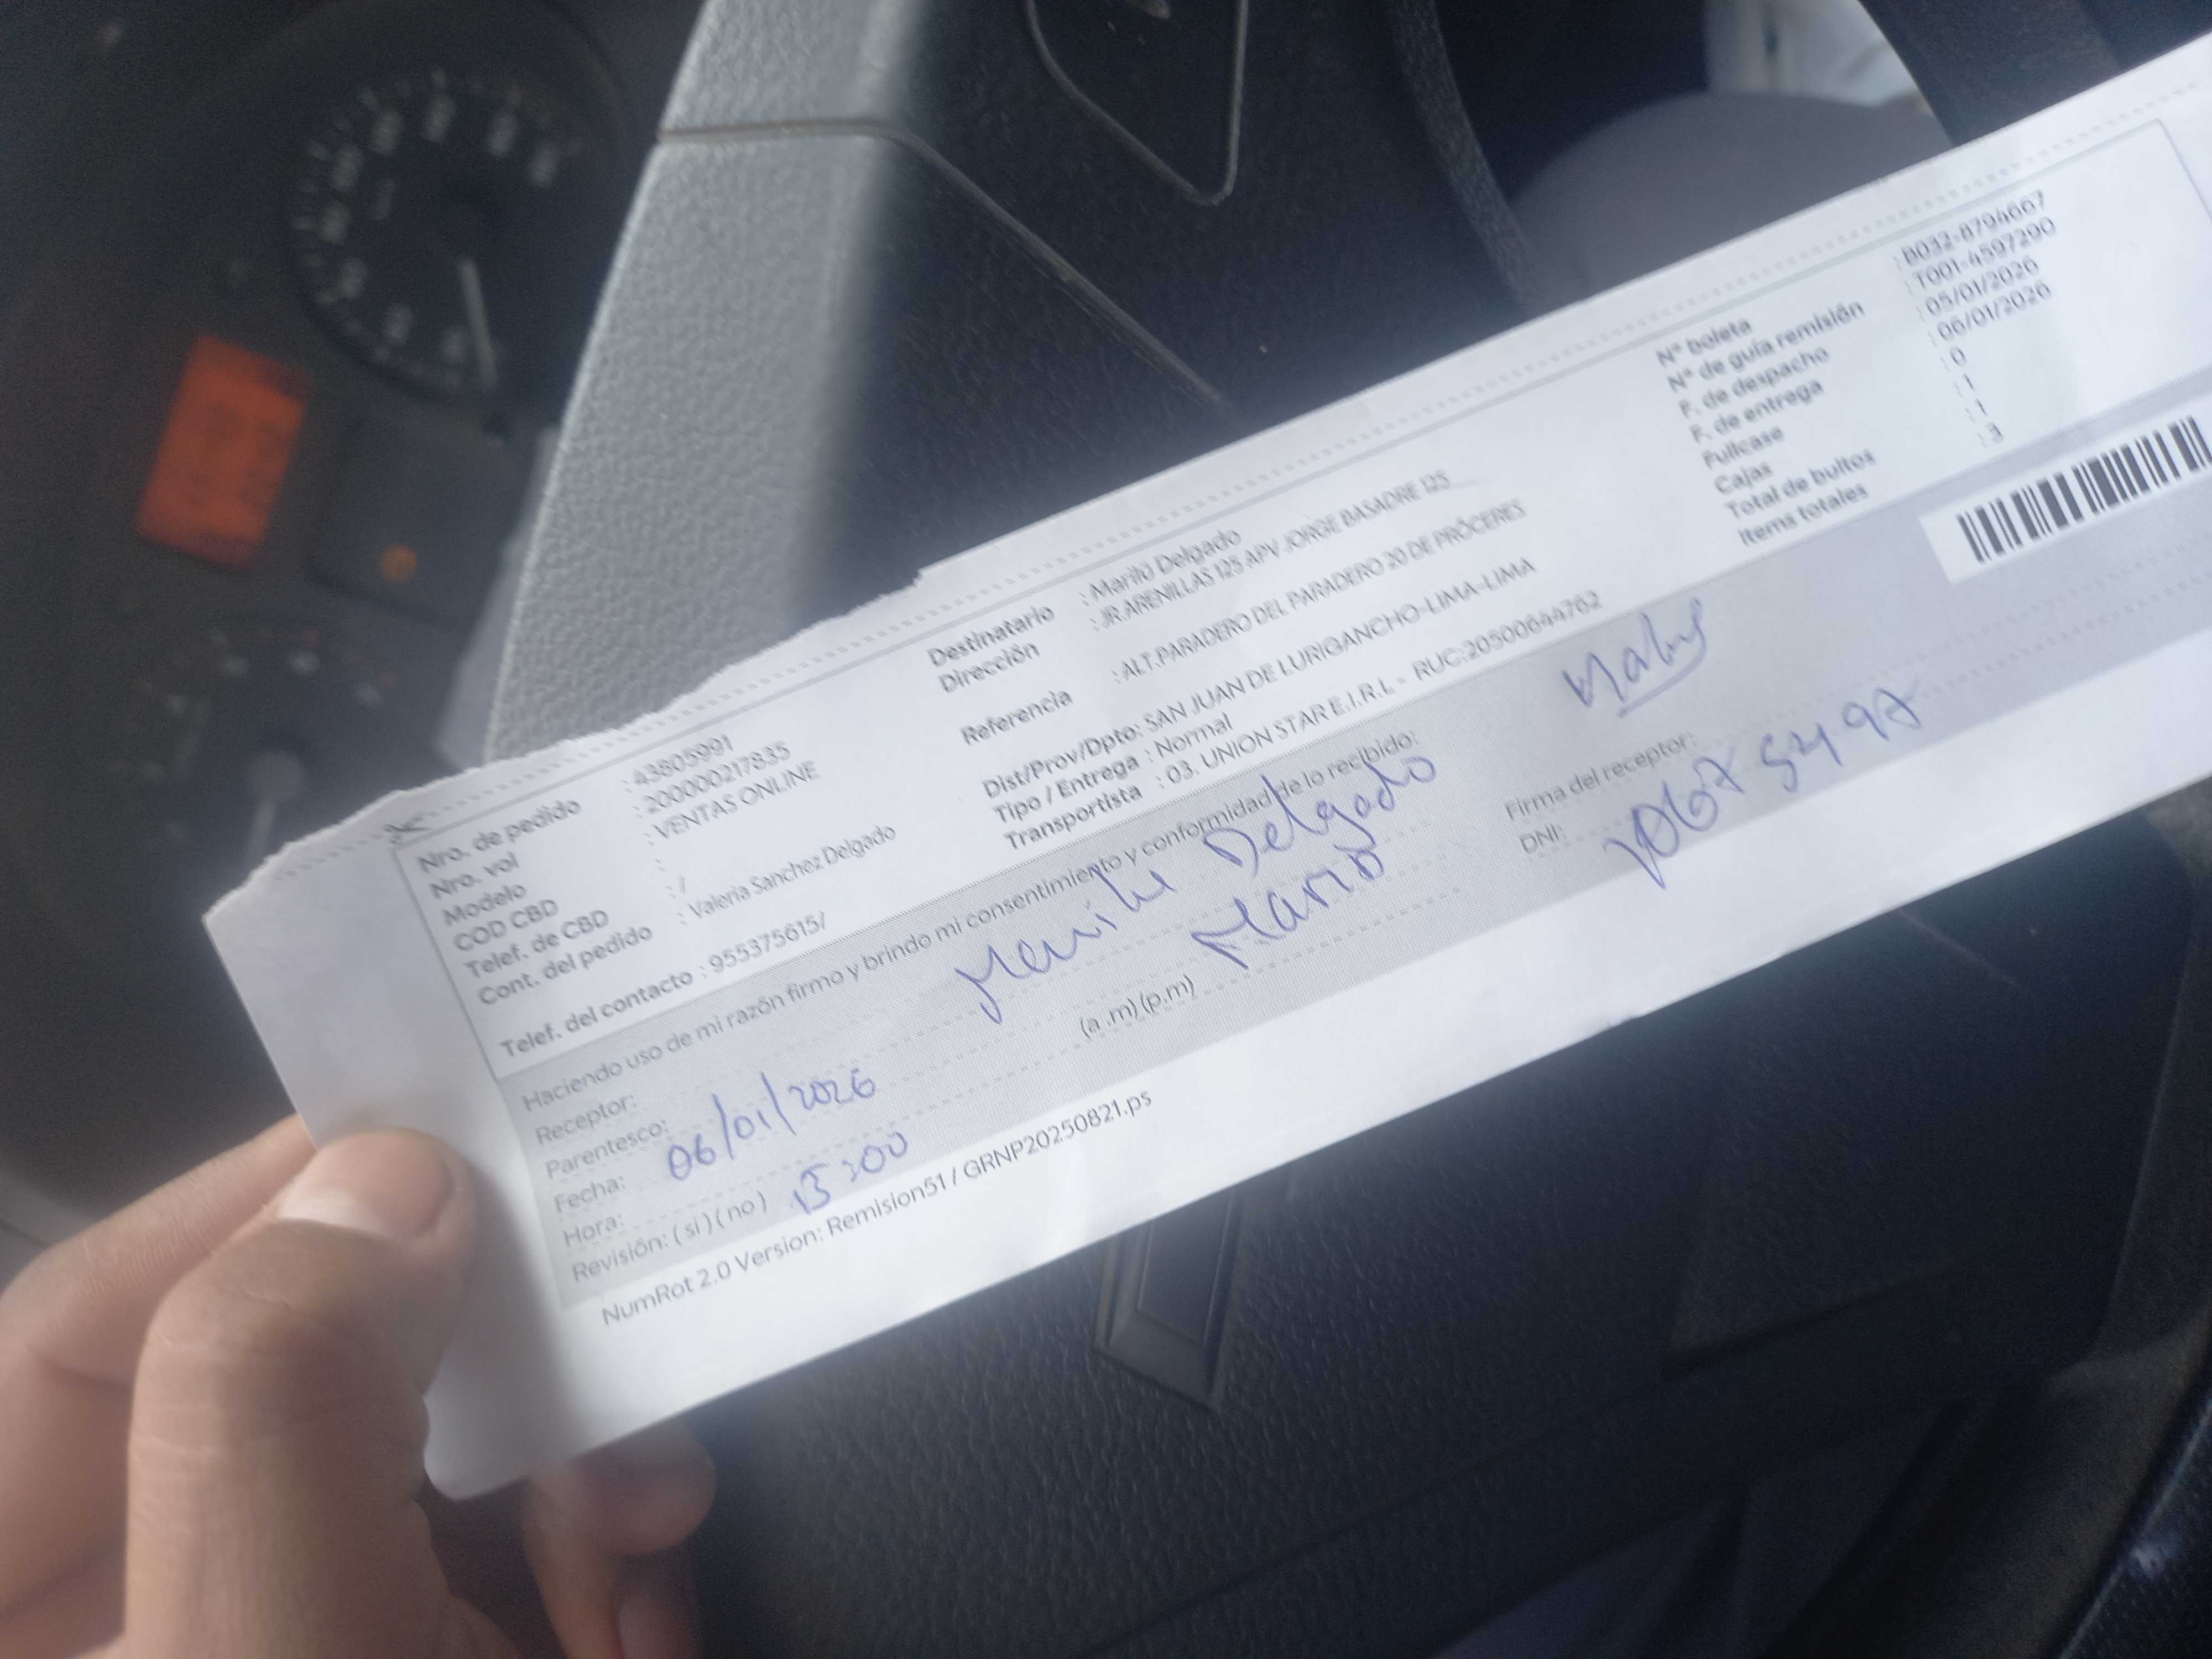 Nro. de pedido : 43805991
Nro. vol : 200000217835
Modelo : VENTAS ONLINE
COD CBD :
Telef. de CBD : /
Cont. del pedido : Valeria Sanchez Delgado
Telef. del contacto : 955375615/
Destinatario : Marilú Delgado
Dirección : JR.ARENILLAS 125 APV JORGE BASADRE 125
Referencia : ALT.PARADERO DEL PARADERO 20 DE PRÓCERES
Dist/Prov/Dpto: SAN JUAN DE LURIGANCHO-LIMA-LIMA
Tipo / Entrega : Normal
Transportista : 03. UNION STAR E.I.R.L - RUC:20500644762
N° boleta : B032-8794667
N° de guía remisión : T001-4597290
F. de despacho : 05/01/2026
F. de entrega : 06/01/2026
Fullcase : 0
Cajas : 1
Total de bultos : 1
Items totales : 3
Haciendo uso de mi razón firmo y brindo mi consentimiento y conformidad de lo recibido:
Receptor: Delgado
Parentesco:
Fecha: 06/01/2026
Hora: (a .m) (p.m)
Revisión: ( si ) ( no )
Firma del receptor:
DNI:
NumRot 2.0 Version: Remision51 / GRNP20250821.ps